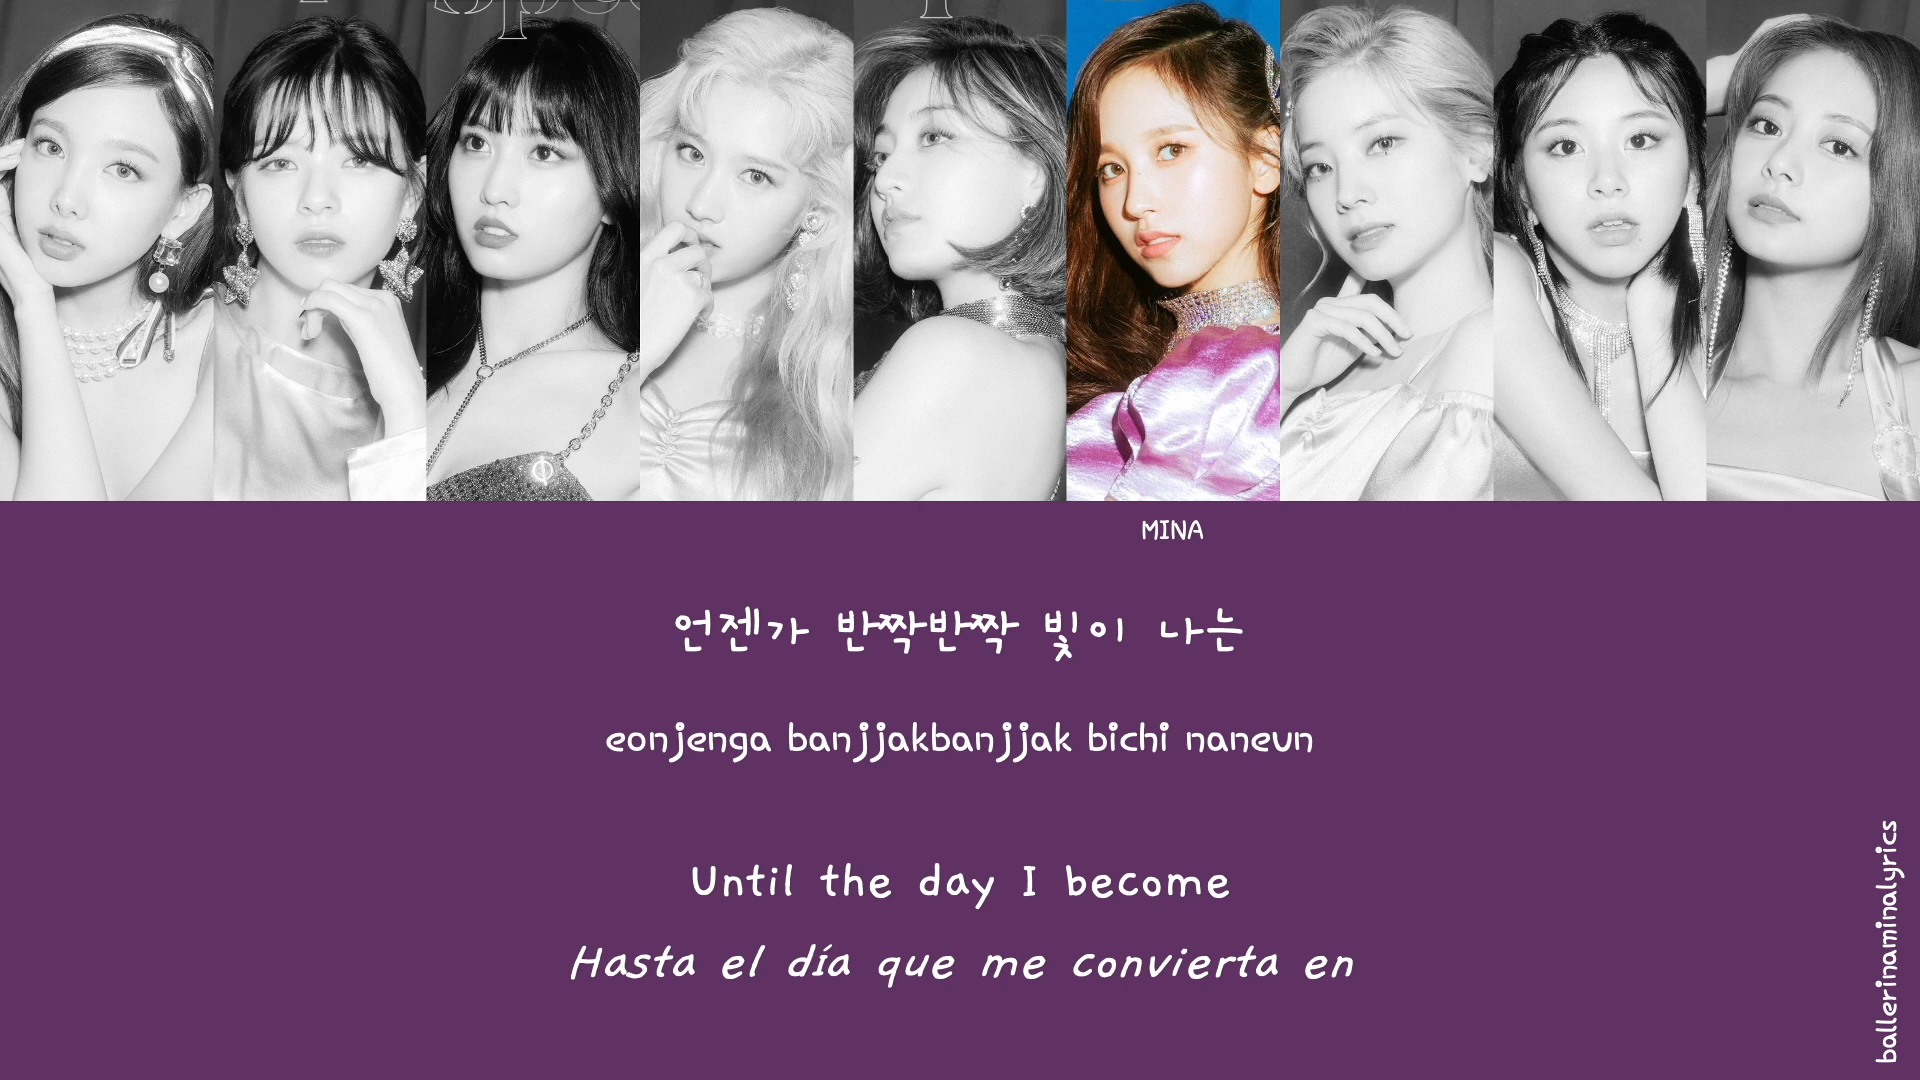 MINA
언젠가 반짝반짝 빛이 나는
eonjenga banjjakbanjjak bichi naneun
Until the day I become
Hasta el día que me convierta en
ballerinaminalyrics